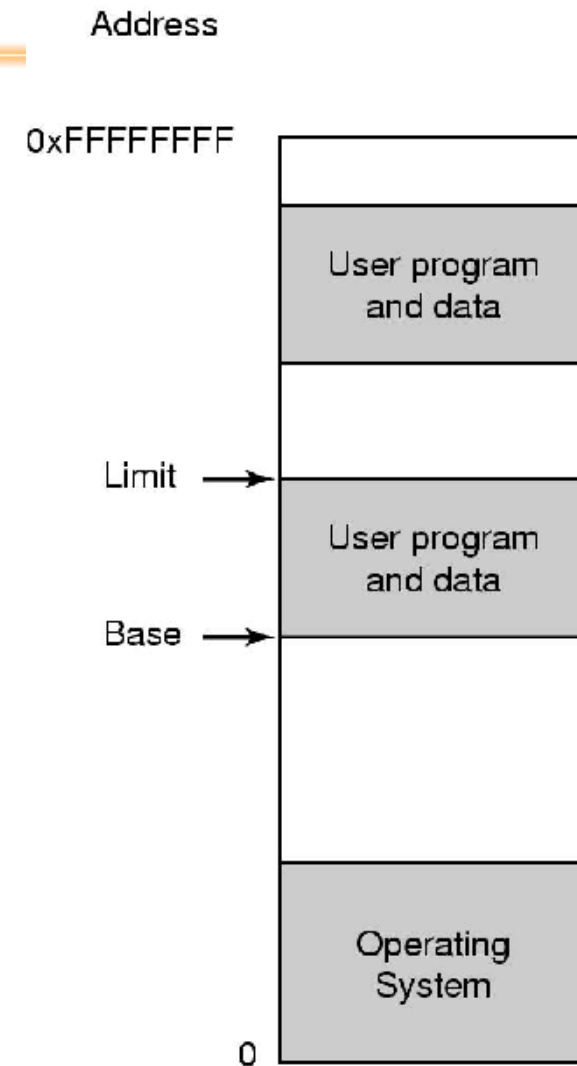 Address
0xFFFFFFFF
User program
and data
Limit
User program
and data
Base
Operating
System
0